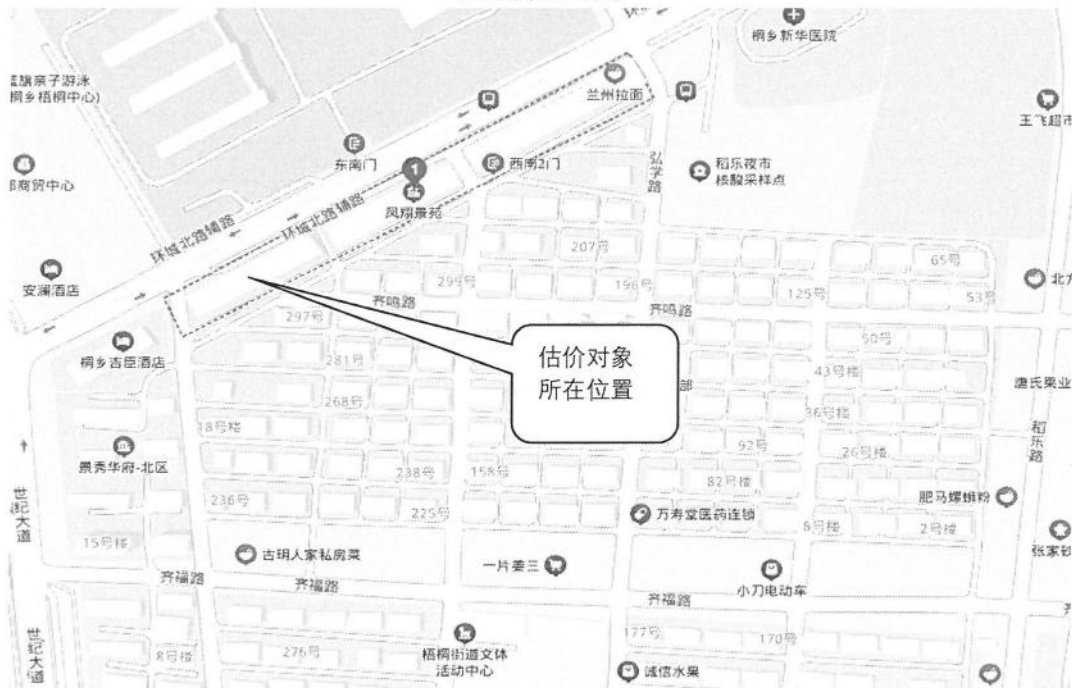 桐乡新华医院
蓝旗亲子游泳
(桐乡梧桐中心)
兰州拉面
王飞超市
东南门
西南2门
弘学路
稻乐夜市
核酸采样点
商贸中心
1
凤翔景苑
环城北路辅路
环城北路辅路
207号
65号
安澜酒店
299号
196号
125号
53号
北方
齐鸣路
齐鸣路
297号
50号
桐乡吉臣酒店
281号
估价对象
所在位置
43号楼
唐氏梁业
268号
部
36号楼
18号楼
92号
26号楼
稻乐路
景秀华府-北区
238号
158号
82号楼
肥马螺蛳粉
世纪大道
236号
225号
万寿堂医药连锁
8号楼
2号楼
15号楼
古玥人家私房菜
一片姜三
张家
小刀电动车
齐福路
齐福路
齐福路
177号
170号
世纪大道
8号楼
276号
梧桐街道文体
活动中心
诚信水果